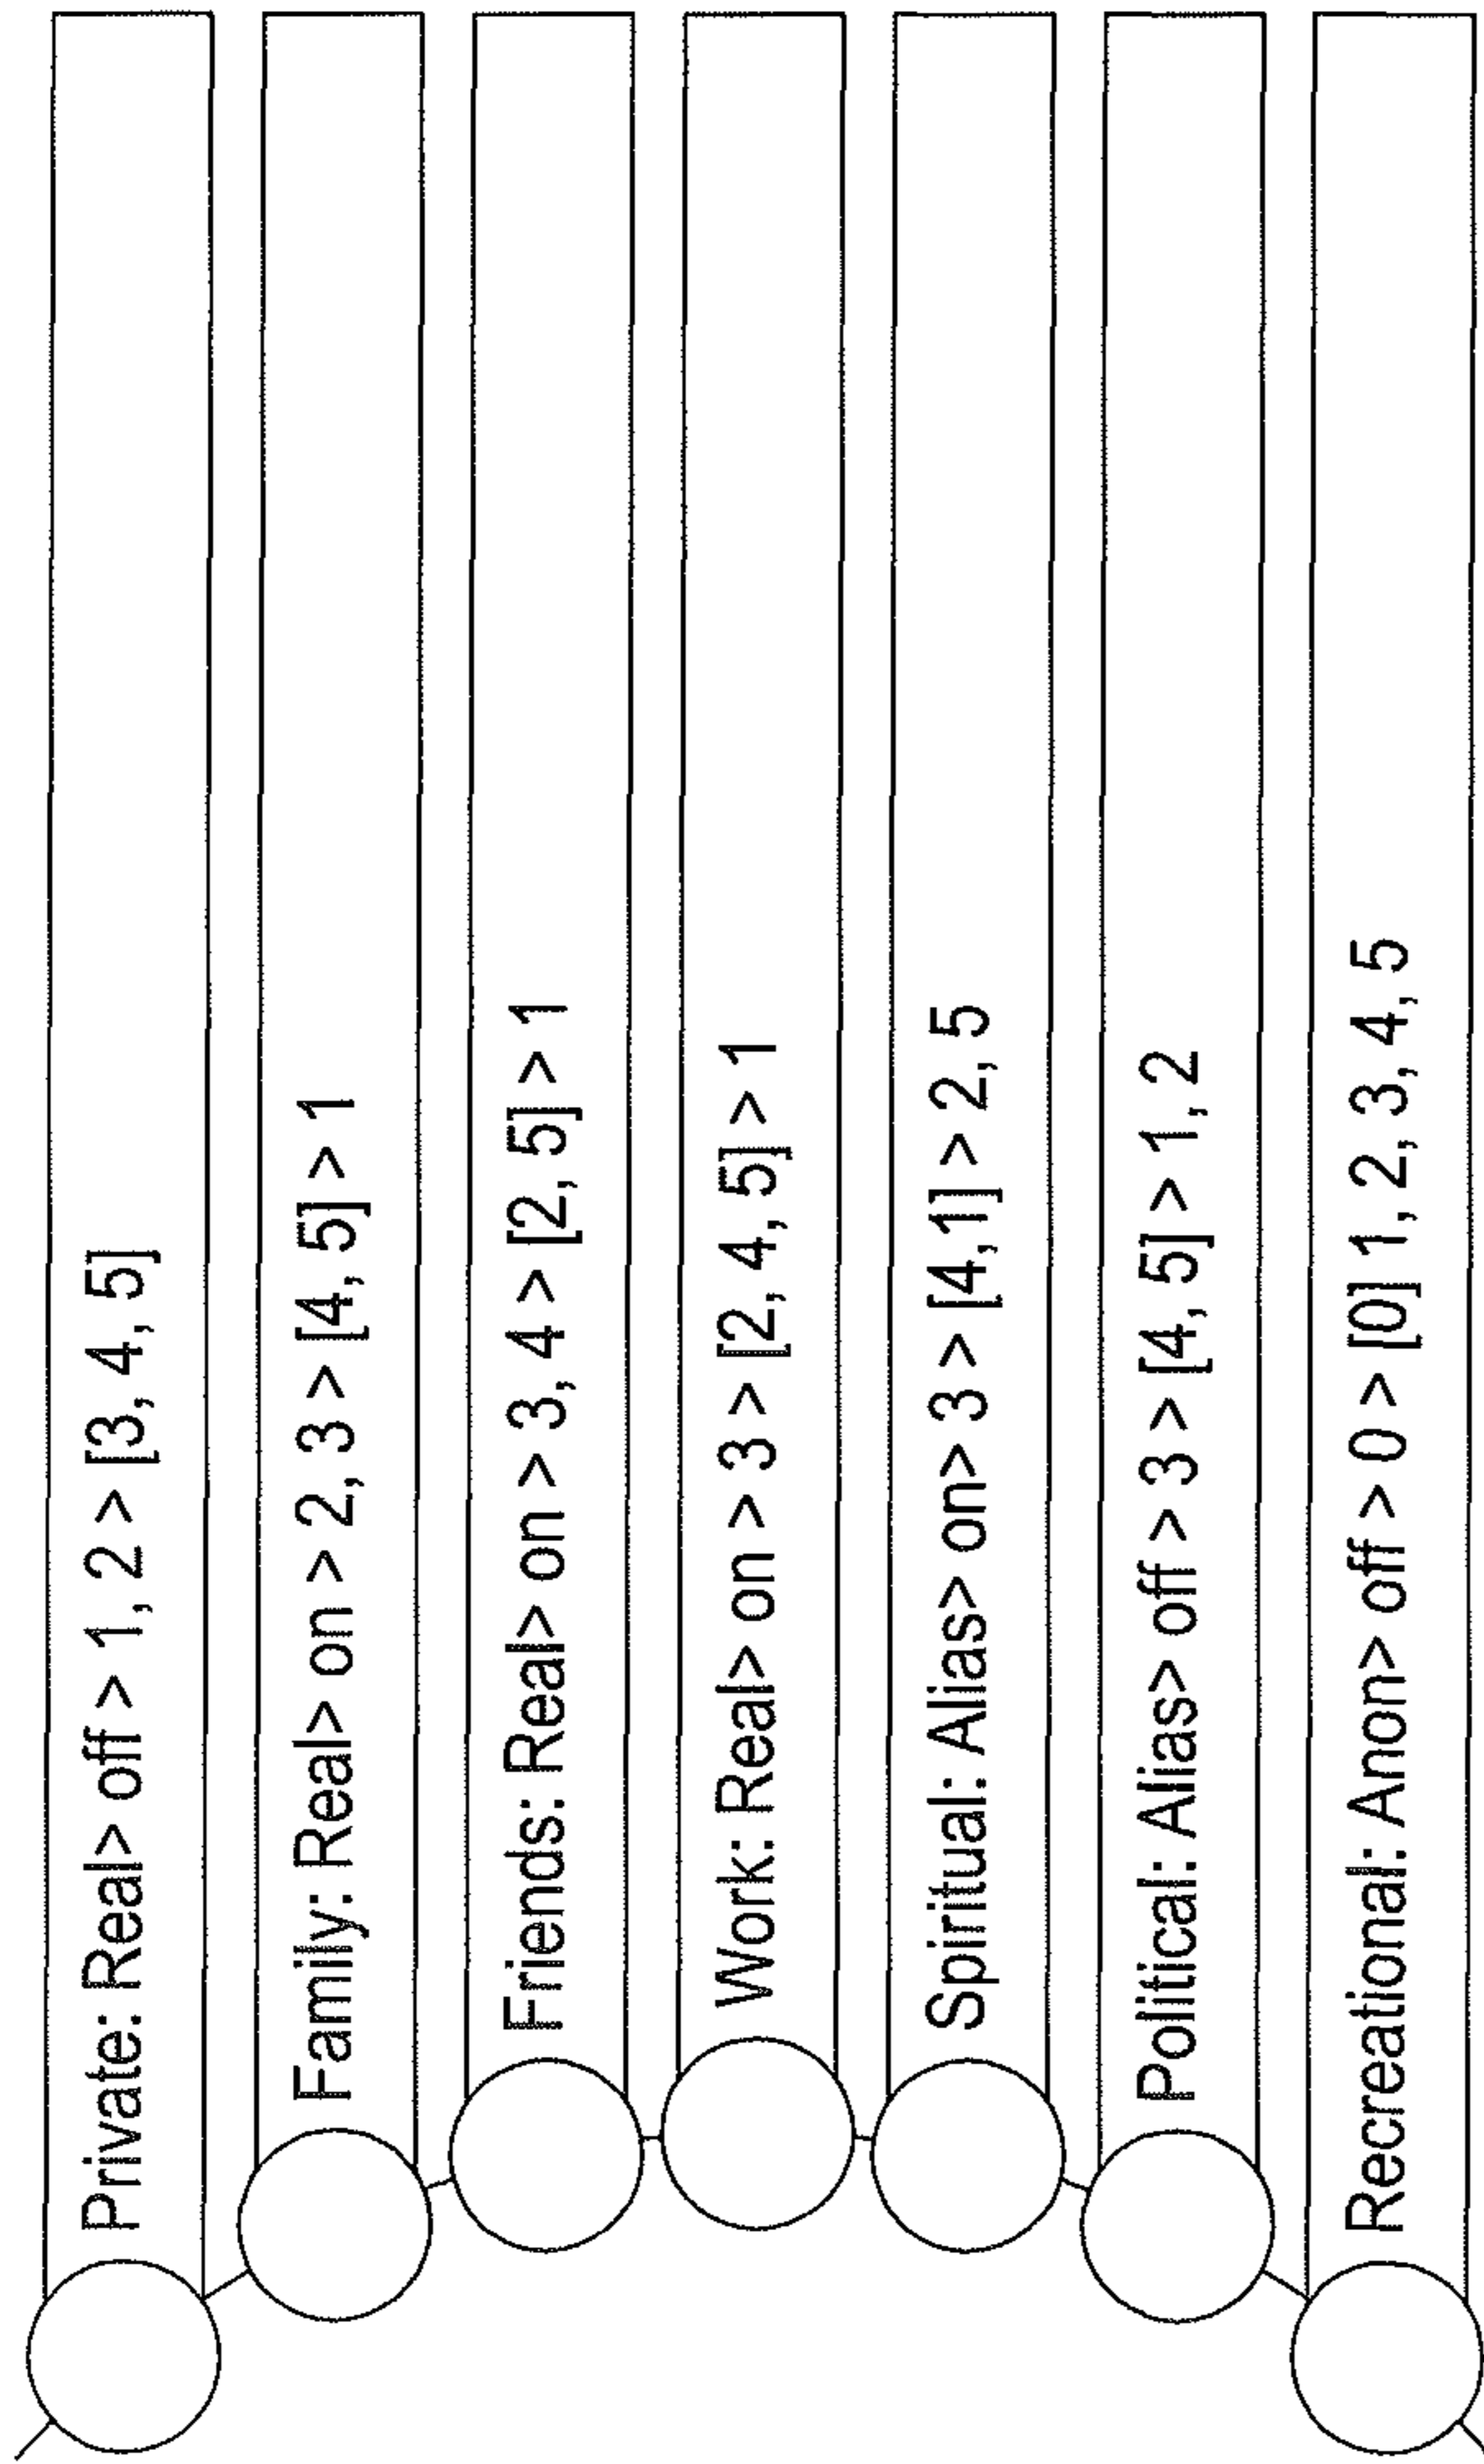 Private: Real> off > 1, 2 > [3, 4, 5]
Family: Real> on > 2, 3 > [4, 5] > 1
Friends: Real> on > 3, 4 > [2, 5] > 1
Work: Real> on > 3 > [2, 4, 5] > 1
Spiritual: Alias> on> 3 > [4,1] > 2, 5
Political: Alias> off > 3 > [4, 5] > 1, 2
Recreational: Anon> off > 0 > [0] 1, 2, 3, 4, 5